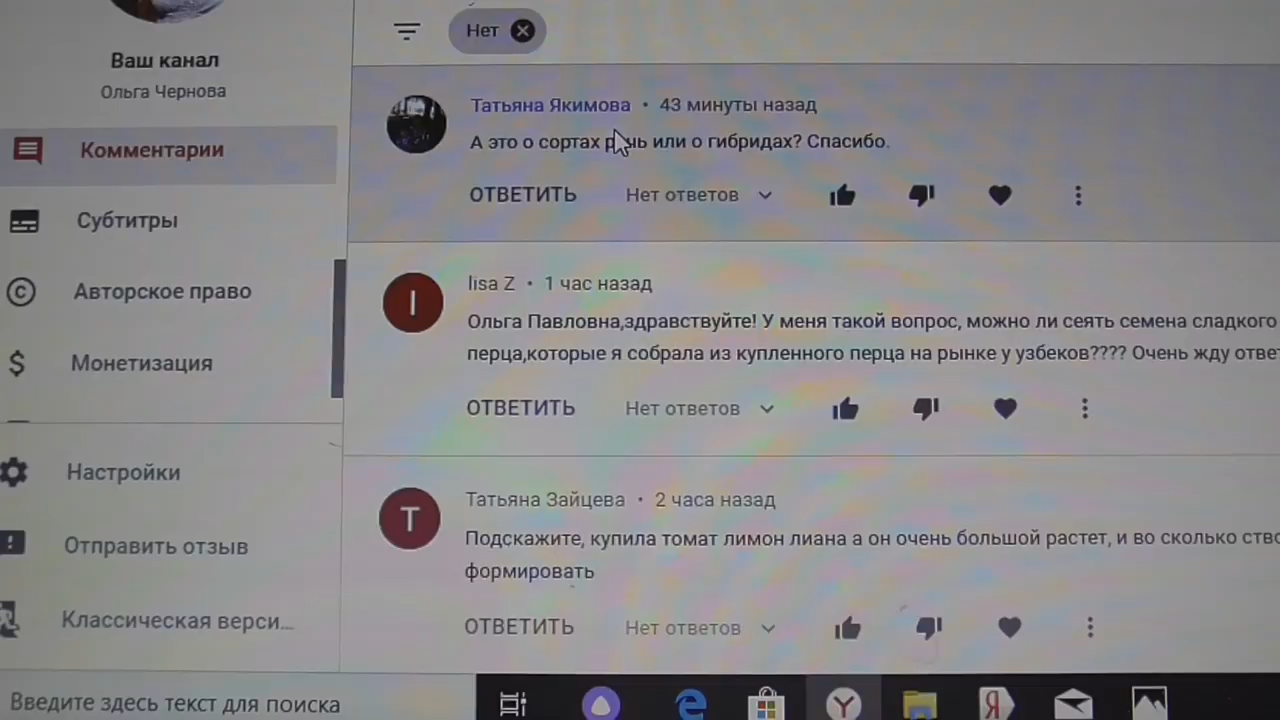 Нет
Ваш канал
Ольга Чернова
Комментарии
Субтитры
Авторское право
Монетизация
Настройки
Отправить отзыв
Классическая верси...
Татьяна Якимова • 43 минуты назад
А это о сортах речь или о гибридах? Спасибо.
ОТВЕТИТЬ Нет ответов
I
lisa Z • 1 час назад
Ольга Павловна,здравствуйте! У меня такой вопрос, можно ли сеять семена сладкого
перца,которые я собрала из купленного перца на рынке у узбеков???? Очень жду
ОТВЕТИТЬ Нет ответов
T
Татьяна Зайцева • 2 часа назад
Подскажите, купила томат лимон лиана а он очень большой растет, и во сколько
формировать
ОТВЕТИТЬ Нет ответов
Введите здесь текст для поиска